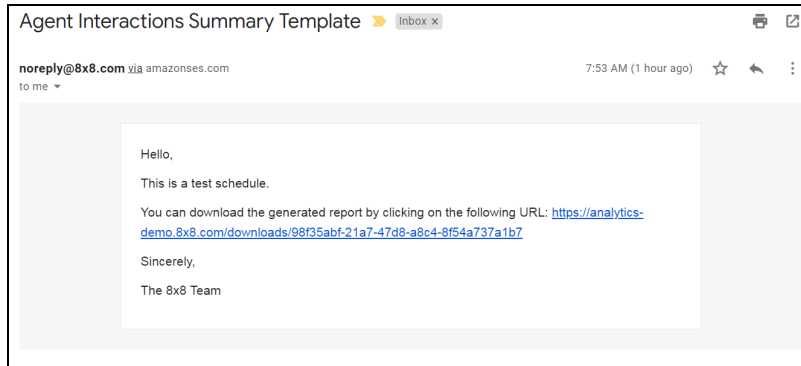 Agent Interactions Summary Template Inbox x
noreply@8x8.com via amazonses.com 7:53 AM (1 hour ago)
to me
Hello,
This is a test schedule.
You can download the generated report by clicking on the following URL: https://analytics-
demo.8x8.com/downloads/98f35abf-21a7-47d8-a8c4-8f54a737a1b7
Sincerely,
The 8x8 Team